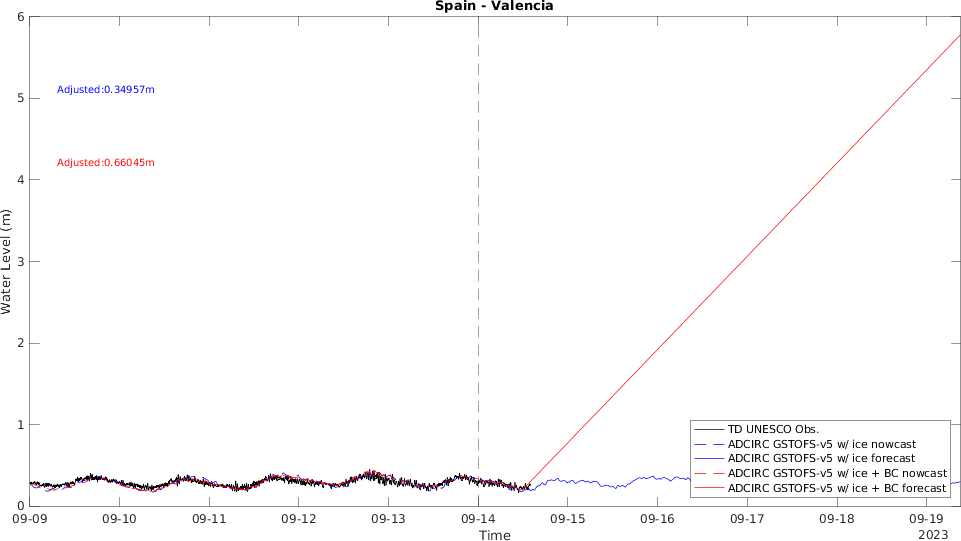 Spain - Valencia
6
5
4
3
2
1
0
Water Level (m)
Adjusted:0.34957m
Adjusted:0.66045m
TD UNESCO Obs.
ADCIRC GSTOFS-v5 w/ ice nowcast
ADCIRC GSTOFS-v5 w/ ice forecast
ADCIRC GSTOFS-v5 w/ ice + BC nowcast
ADCIRC GSTOFS-v5 w/ ice + BC forecast
09-09 09-10 09-11 09-12 09-13 09-14 09-15 09-16 09-17 09-18 09-19
Time
2023